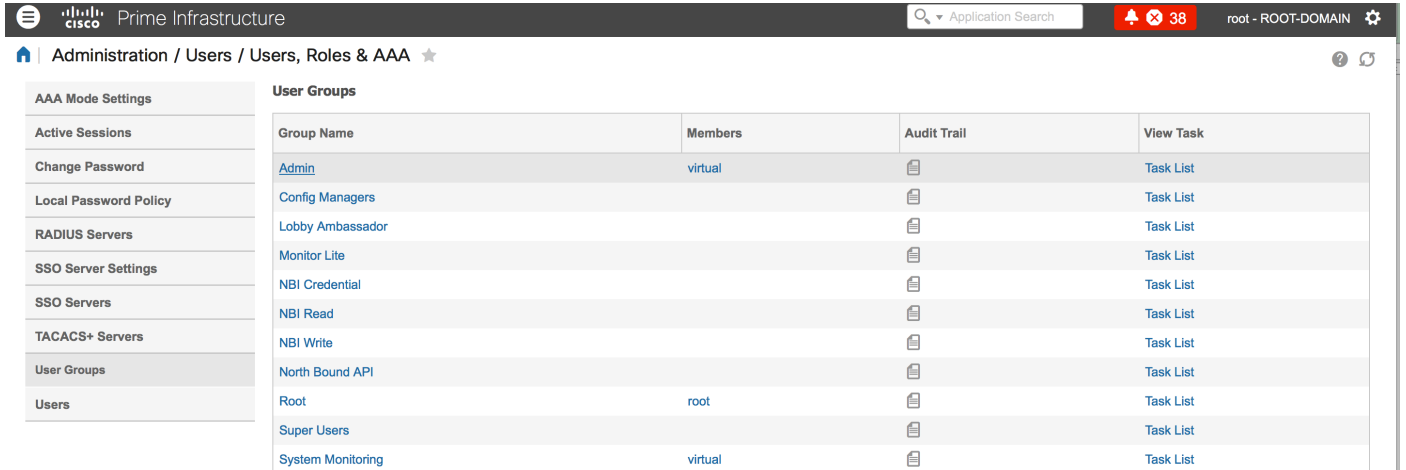 cisco Prime Infrastructure Application Search 38 root - ROOT-DOMAIN
Administration / Users / Users, Roles & AAA
AAA Mode Settings
Active Sessions
Change Password
Local Password Policy
RADIUS Servers
SSO Server Settings
SSO Servers
TACACS+ Servers
User Groups
Users
User Groups
Group Name Members Audit Trail View Task
Admin virtual Task List
Config Managers Task List
Lobby Ambassador Task List
Monitor Lite Task List
NBI Credential Task List
NBI Read Task List
NBI Write Task List
North Bound API Task List
Root root Task List
Super Users Task List
System Monitoring virtual Task List